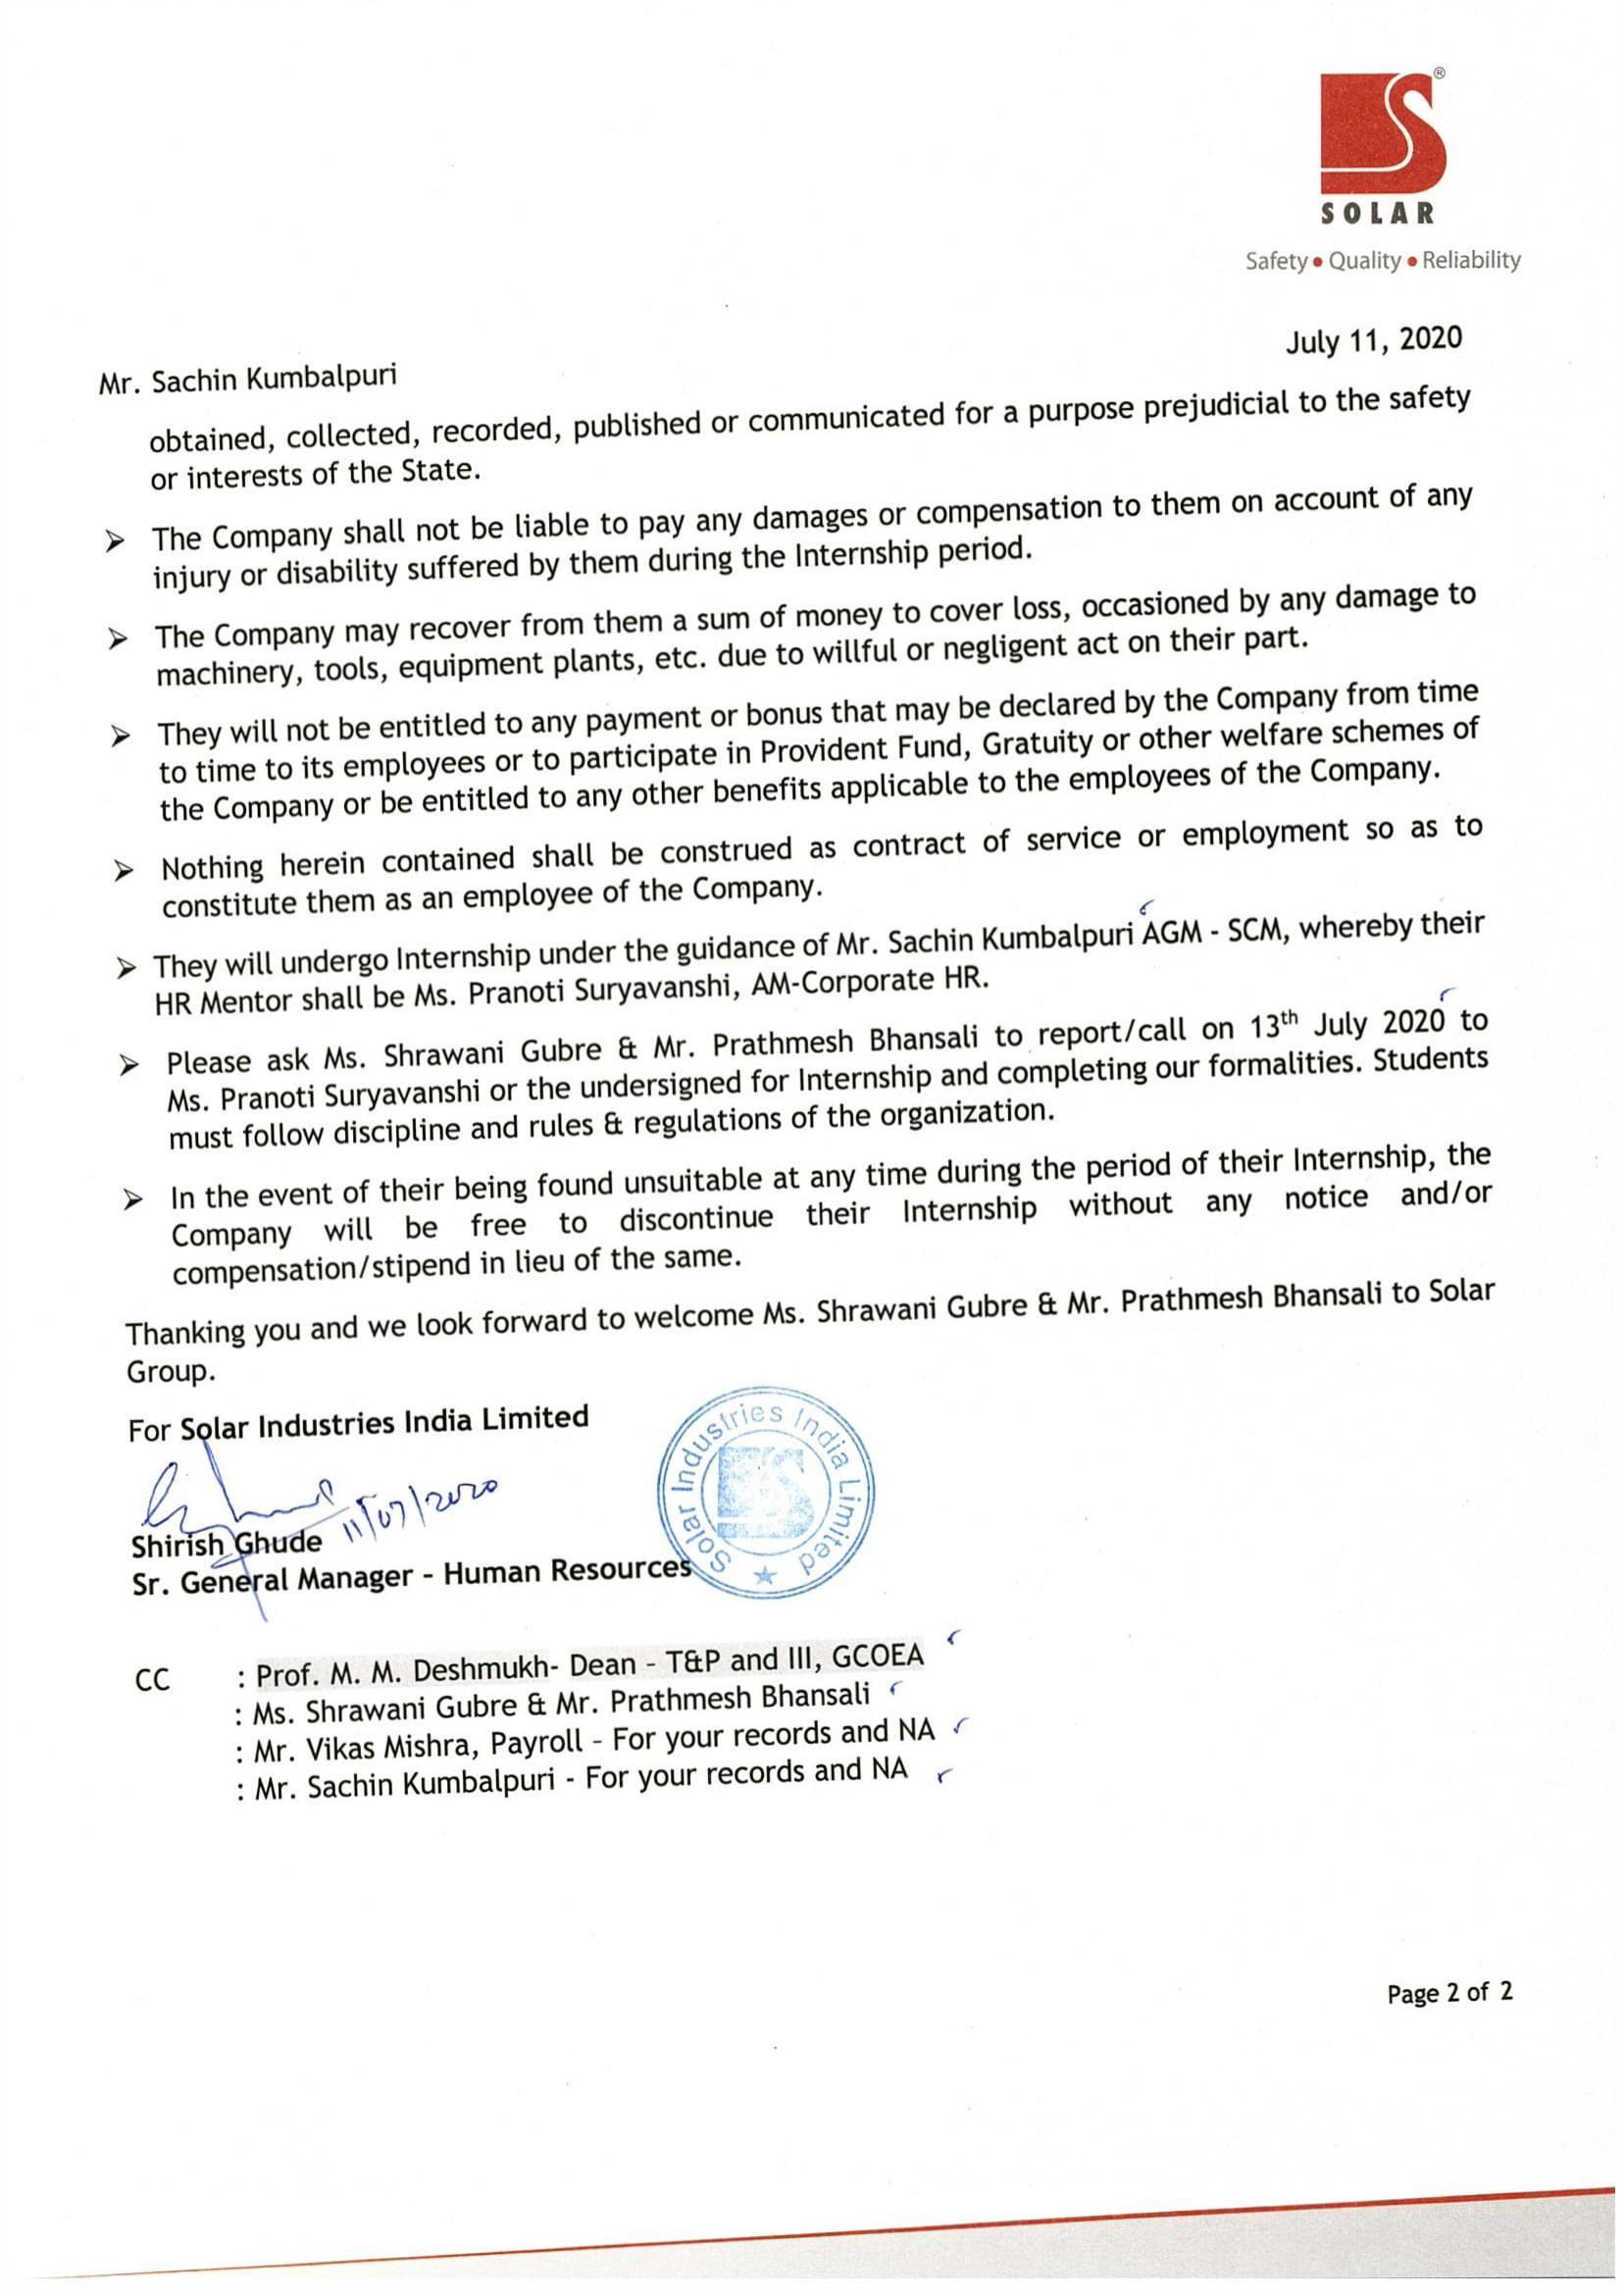 ®
SOLAR
Safety • Quality • Reliability
July 11, 2020
Mr. Sachin Kumbalpuri
obtained, collected, recorded, published or communicated for a purpose prejudicial to the safety
or interests of the State.
➢ The Company shall not be liable to pay any damages or compensation to them on account of any
injury or disability suffered by them during the Internship period.
➢ The Company may recover from them a sum of money to cover loss, occasioned by any damage to
machinery, tools, equipment plants, etc. due to willful or negligent act on their part.
➢ They will not be entitled to any payment or bonus that may be declared by the Company from time
to time to its employees or to participate in Provident Fund, Gratuity or other welfare schemes of
the Company or be entitled to any other benefits applicable to the employees of the Company.
➢ Nothing herein contained shall be construed as contract of service or employment so as to
constitute them as an employee of the Company.
➢ They will undergo Internship under the guidance of Mr. Sachin Kumbalpuri AGM - SCM, whereby their
HR Mentor shall be Ms. Pranoti Suryavanshi, AM-Corporate HR.
➢ Please ask Ms. Shrawani Gubre & Mr. Prathmesh Bhansali to report/call on 13th July 2020 to
Ms. Pranoti Suryavanshi or the undersigned for Internship and completing our formalities. Students
must follow discipline and rules & regulations of the organization.
➢ In the event of their being found unsuitable at any time during the period of their Internship, the
Company will be free to discontinue their Internship without any notice and/or
compensation/stipend in lieu of the same.
Thanking you and we look forward to welcome Ms. Shrawani Gubre & Mr. Prathmesh Bhansali to Solar
Group.
For Solar Industries India Limited
Solar Industries India Limited
11/07/2020
Shirish Ghude
Sr. General Manager - Human Resources
CC : Prof. M. M. Deshmukh- Dean - T&P and III, GCOEA
: Ms. Shrawani Gubre & Mr. Prathmesh Bhansali
: Mr. Vikas Mishra, Payroll - For your records and NA
: Mr. Sachin Kumbalpuri - For your records and NA
Page 2 of 2